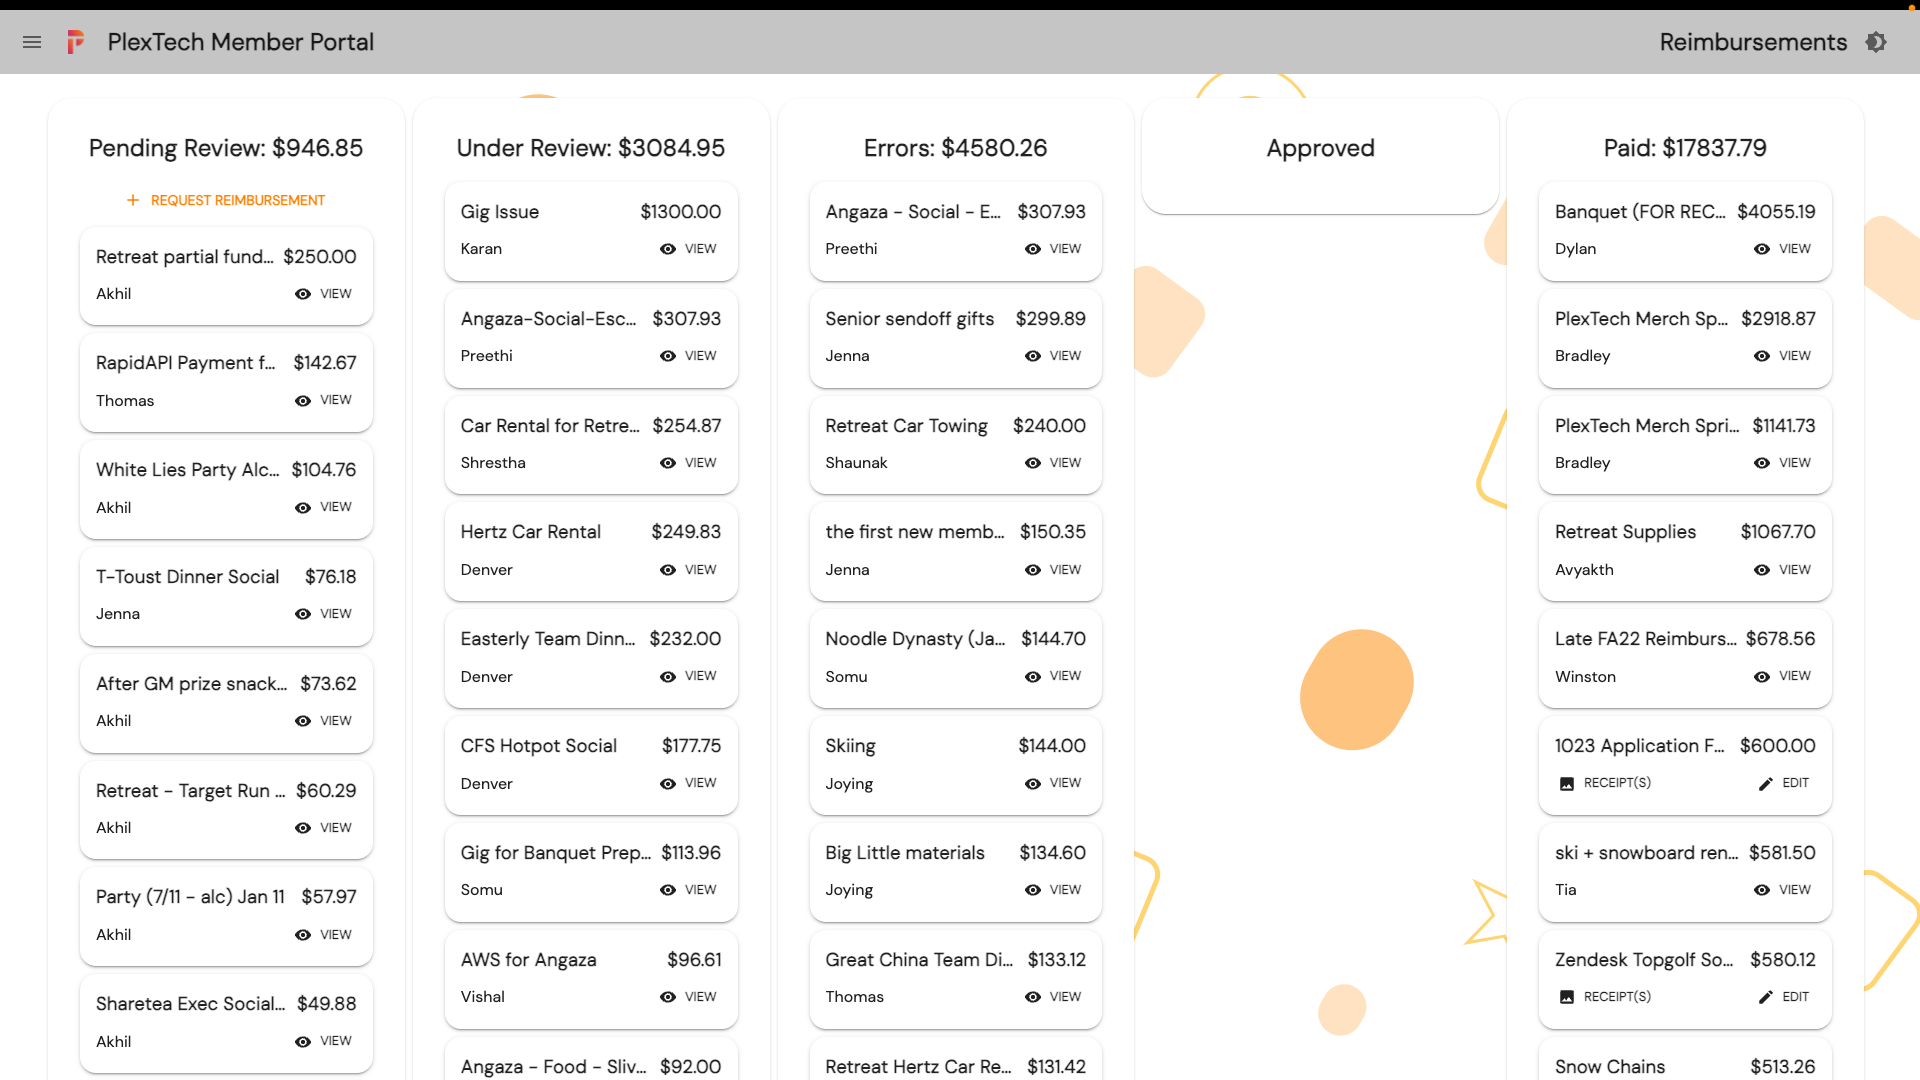 PlexTech Member Portal
Reimbursements
Pending Review: $946.85
REQUEST REIMBURSEMENT
Retreat partial fund... $250.00
Akhil VIEW
RapidAPI Payment f... $142.67
Thomas VIEW
White Lies Party Alc... $104.76
Akhil VIEW
T-Toust Dinner Social $76.18
Jenna VIEW
After GM prize snack... $73.62
Akhil VIEW
Retreat - Target Run ... $60.29
Akhil VIEW
Party (7/11 - alc) Jan 11 $57.97
Akhil VIEW
Sharetea Exec Social... $49.88
Akhil VIEW
Under Review: $3084.95
Gig Issue $1300.00
Karan VIEW
Angaza-Social-Esc... $307.93
Preethi VIEW
Car Rental for Retre... $254.87
Shrestha VIEW
Hertz Car Rental $249.83
Denver VIEW
Easterly Team Dinn... $232.00
Denver VIEW
CFS Hotpot Social $177.75
Denver VIEW
Gig for Banquet Prep... $113.96
Somu VIEW
AWS for Angaza $96.61
Vishal VIEW
Angaza - Food - Sliv... $92.00
Errors: $4580.26
Angaza - Social - E... $307.93
Preethi VIEW
Senior sendoff gifts $299.89
Jenna VIEW
Retreat Car Towing $240.00
Shaunak VIEW
the first new memb... $150.35
Jenna VIEW
Noodle Dynasty (Ja... $144.70
Somu VIEW
Skiing $144.00
Joying VIEW
Big Little materials $134.60
Joying VIEW
Great China Team Di... $133.12
Thomas VIEW
Retreat Hertz Car Re... $131.42
Approved
Paid: $17837.79
Banquet (FOR REC... $4055.19
Dylan VIEW
PlexTech Merch Sp... $2918.87
Bradley VIEW
PlexTech Merch Spri... $1141.73
Bradley VIEW
Retreat Supplies $1067.70
Avyakth VIEW
Late FA22 Reimburs... $678.56
Winston VIEW
1023 Application F... $600.00
RECEIPT(S) EDIT
ski + snowboard ren... $581.50
Tia VIEW
Zendesk Topgolf So... $580.12
RECEIPT(S) EDIT
Snow Chains $513.26